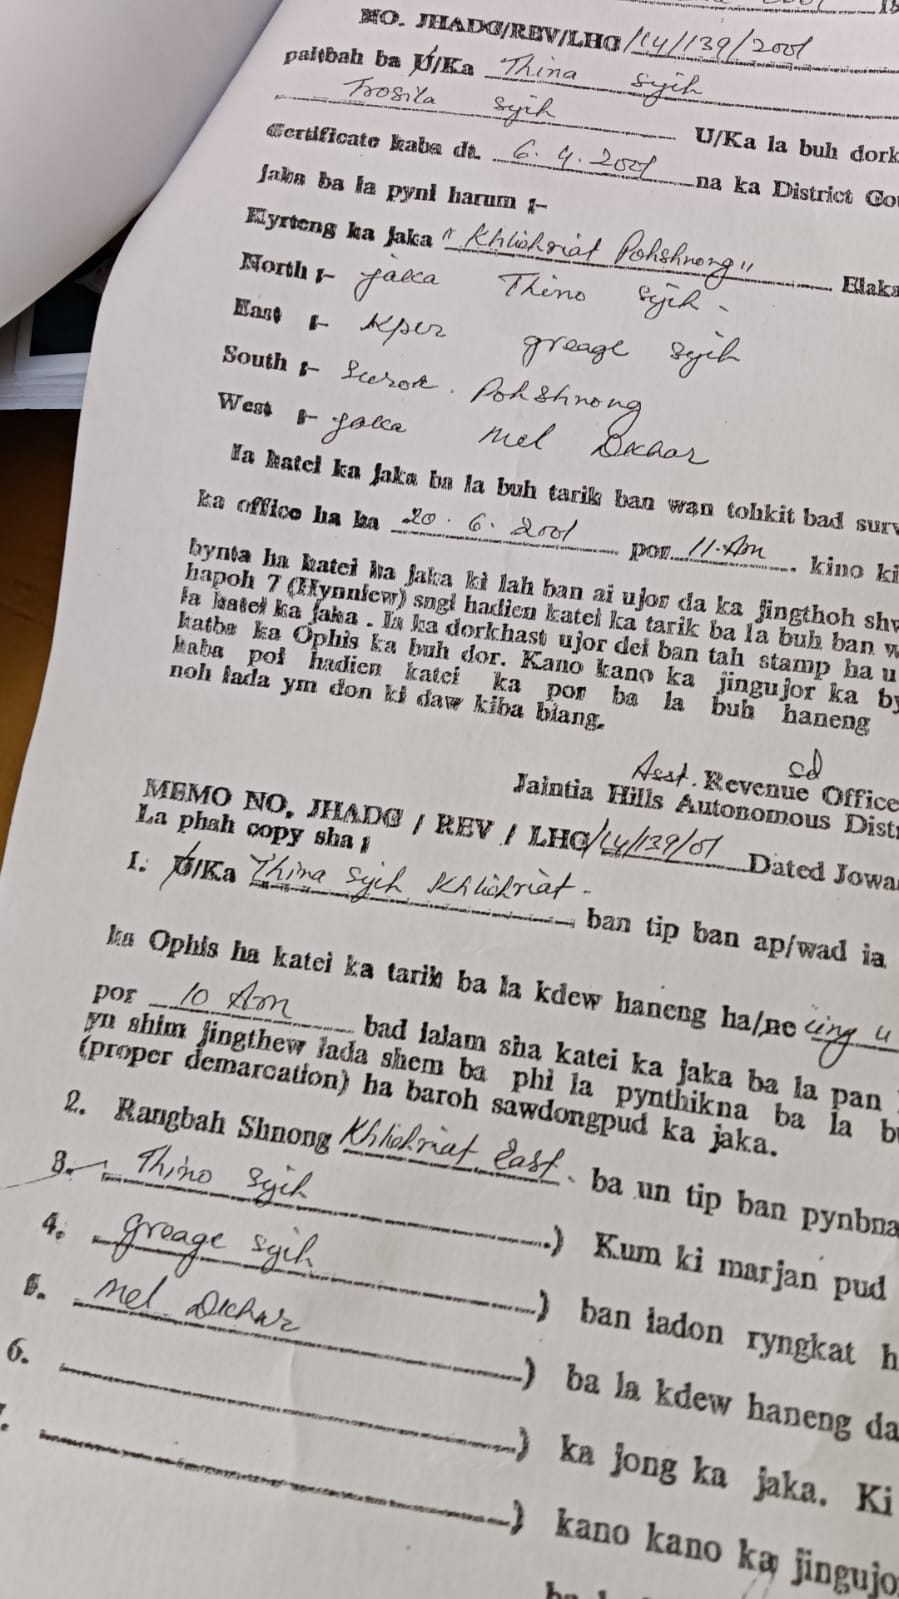 NO. JHADC/REV/LHC/14/139/2001
paitbah ba U/Ka Thina Syih
Trosila Syih U/Ka la buh dork
Certificate kaba dt. 6.4.2001 na ka District Cou
jaka ba la pyni harum :-
Kyrteng ka jaka "Khliehriat Pohshnong" Elaka
North :- jaka Thino Syih -
East :- Kper greage syih
South :- Surok. Pohshnong
West :- jaka Mel Dkhar
Ia katei ka jaka ba la buh tarik ban wan tohkit bad surv
ka office ha ka 20.6.2001 por 11.Am. kino ki
bynta ha katei ka jaka ki lah ban ai ujor da ka jingthoh shw
hapoh 7 (Hynniew) sngi hadien katei ka tarik ba la buh ban w
ia katei ka jaka. Ia ka dorkhast ujor dei ban tah stamp ha u
katba ka Ophis ka buh dor. Kano kano ka jingujor ka by
kaba poi hadien katei ka por ba la buh haneng
noh lada ym don ki daw kiba biang.
sd
Asst. Revenue Office
Jaintia Hills Autonomous Distr
MEMO NO. JHADC / REV / LHC/14/139/01 Dated Jowa
La phah copy sha :
1. U/Ka Thina Syih Khliehriat - ban tip ban ap/wad ia
ka Ophis ha katei ka tarik ba la kdew haneng ha/ne iing u
por 10 Am bad ialam sha katei ka jaka ba la pan
yn shim jingthew lada shem ba phi la pynthikna ba la b
(proper demarcation) ha baroh sawdongpud ka jaka.
2. Rangbah Shnong Khliehriat East. ba un tip ban pynbna
3. Thino Syih .) Kum ki marjan pud
4. greage syih ) ban iadon ryngkat h
5. Mel Dkhar ) ba la kdew haneng da
6. ) ka jong ka jaka. Ki
. ) kano kano ka jingujo